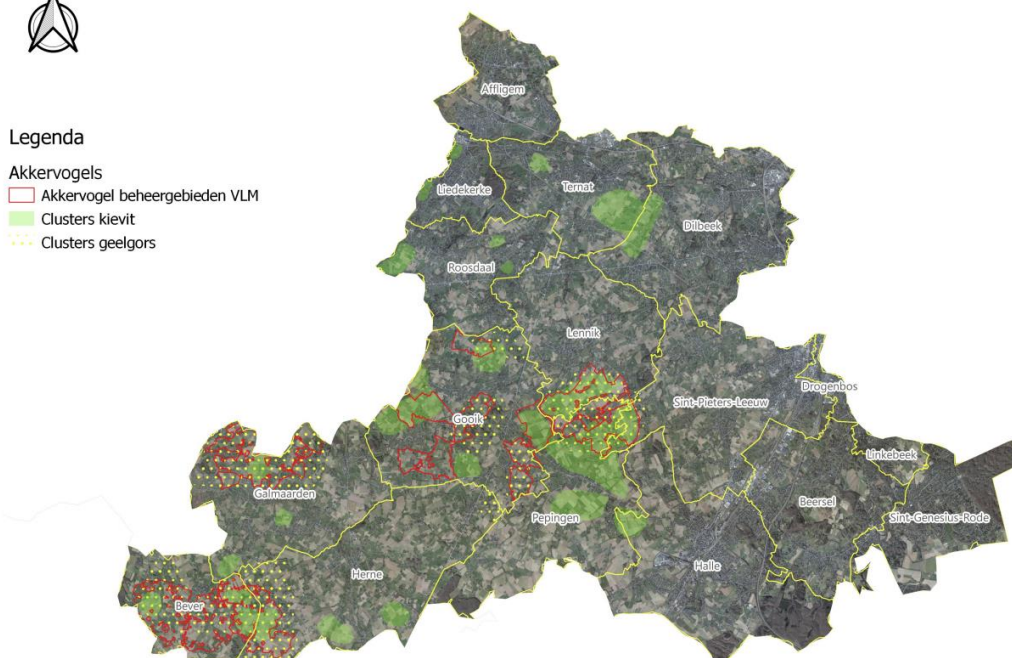 Legenda
Akkervogels
Akkervogel beheergebieden VLM
Clusters kievit
Clusters geelgors
Affligem
Liedekerke
Ternat
Dilbeek
Roosdaal
Lennik
Drogenbos
Sint-Pieters-Leeuw
Gooik
Linkebeek
Galmaarden
Beersel
Sint-Genesius-Rode
Pepingen
Halle
Herne
Bever